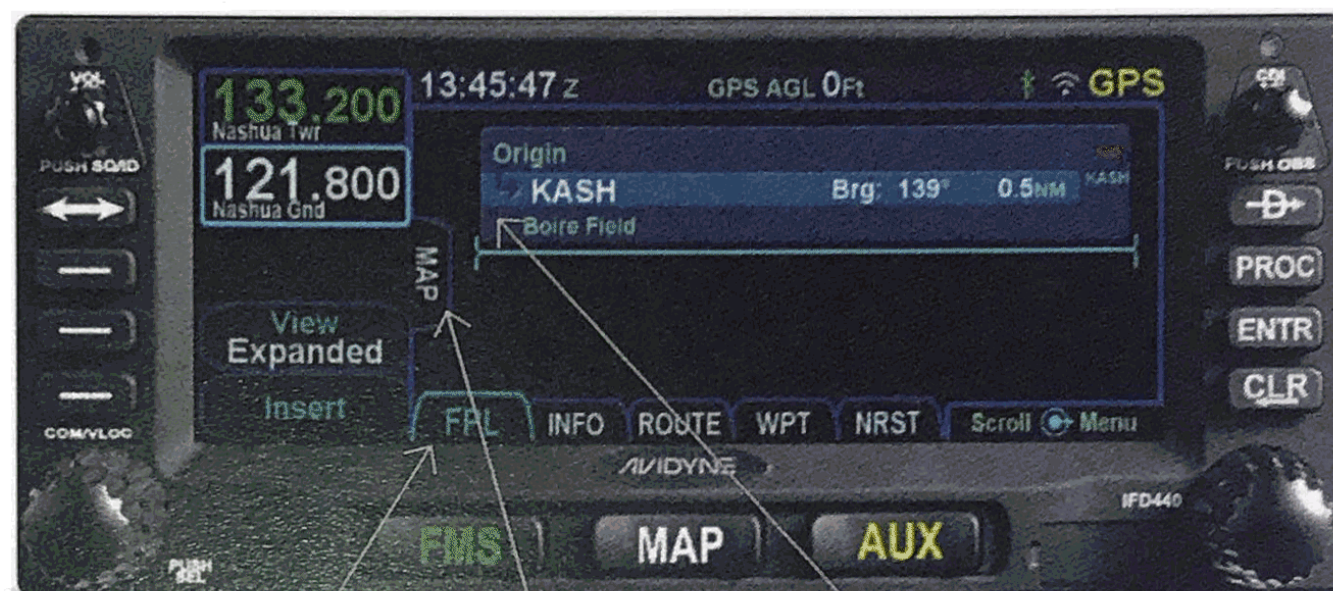 VOL
PUSH SQ/ID
133.200
Nashua Twr
121.800
Nashua Gnd
13:45:47 Z
GPS AGL 0Ft
GPS
Origin
KASH
Brg: 139°
0.5NM
KASH
Boire Field
MAP
View
Expanded
Insert
FPL
INFO
ROUTE
WPT
NRST
Scroll
Menu
CDI
PUSH OBS
D
PROC
ENTR
CLR
COM/VLOC
PUSH
SEL
AVIDYNE
IFD440
FMS
MAP
AUX